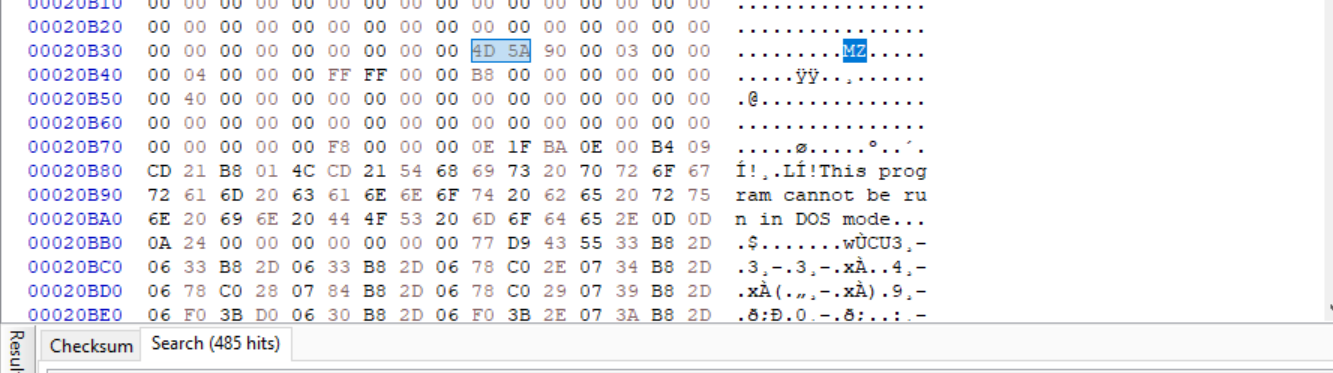 00020B10 00 00 00 00 00 00 00 00 00 00 00 00 00 00 00 00 ................
00020B20 00 00 00 00 00 00 00 00 00 00 00 00 00 00 00 00 ................
00020B30 00 00 00 00 00 00 00 00 00 4D 5A 90 00 03 00 00 .........MZ.....
00020B40 00 04 00 00 00 FF FF 00 00 B8 00 00 00 00 00 00 .....ÿÿ..¸......
00020B50 00 40 00 00 00 00 00 00 00 00 00 00 00 00 00 00 .@..............
00020B60 00 00 00 00 00 00 00 00 00 00 00 00 00 00 00 00 ................
00020B70 00 00 00 00 00 F8 00 00 00 0E 1F BA 0E 00 B4 09 .....ø.....º..´.
00020B80 CD 21 B8 01 4C CD 21 54 68 69 73 20 70 72 6F 67 Í!¸.LÍ!This prog
00020B90 72 61 6D 20 63 61 6E 6E 6F 74 20 62 65 20 72 75 ram cannot be ru
00020BA0 6E 20 69 6E 20 44 4F 53 20 6D 6F 64 65 2E 0D 0D n in DOS mode...
00020BB0 0A 24 00 00 00 00 00 00 00 77 D9 43 55 33 B8 2D .$.......wÙCU3¸-
00020BC0 06 33 B8 2D 06 33 B8 2D 06 78 C0 2E 07 34 B8 2D .3¸-.3¸-.xÀ..4¸-
00020BD0 06 78 C0 28 07 84 B8 2D 06 78 C0 29 07 39 B8 2D .xÀ(.„¸-.xÀ).9¸-
00020BE0 06 F0 3B D0 06 30 B8 2D 06 F0 3B 2E 07 3A B8 2D .ð;Ð.0¸-.ð;..:¸-
Checksum Search (485 hits)